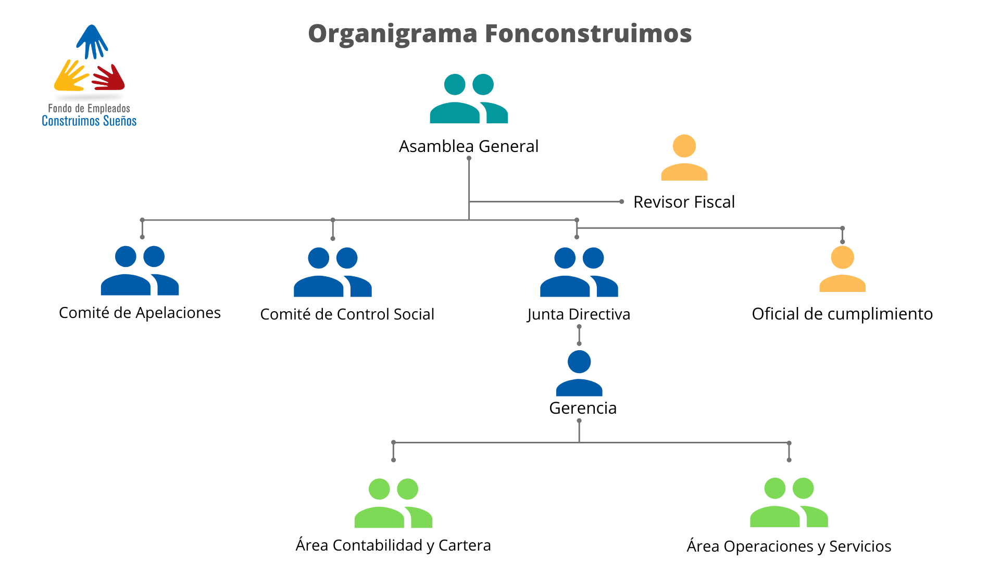 Organigrama Fonconstruimos
Fondo de Empleados
Construimos Sueños
Asamblea General
Revisor Fiscal
Comité de Apelaciones
Comité de Control Social
Junta Directiva
Oficial de cumplimiento
Gerencia
Área Contabilidad y Cartera
Área Operaciones y Servicios